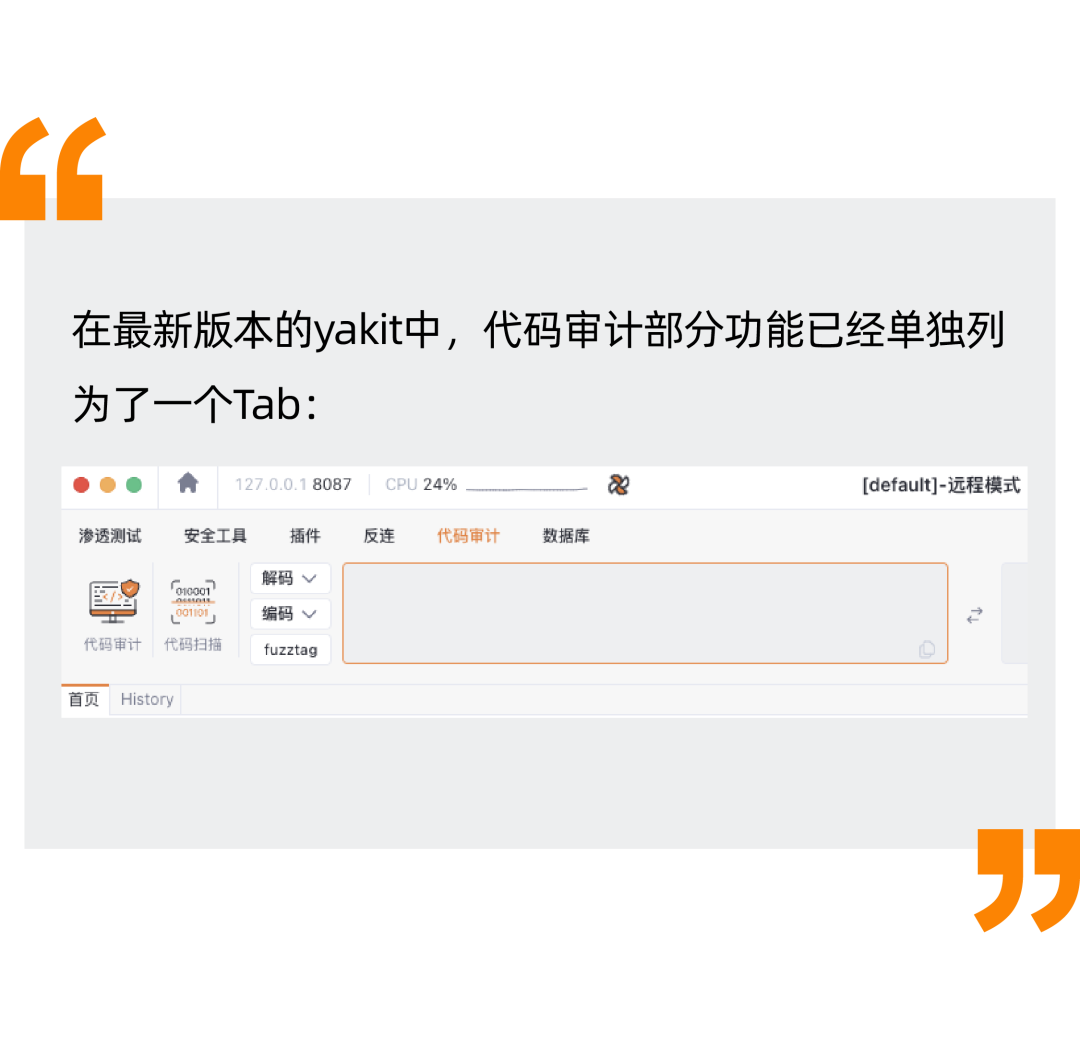 在最新版本的yakit中，代码审计部分功能已经单独列
为了一个Tab：
127.0.0.1 8087 CPU 24% [default]-远程模式
渗透测试 安全工具 插件 反连 代码审计 数据库
010001
001101
解码
编码
fuzztag
代码审计 代码扫描
首页 History